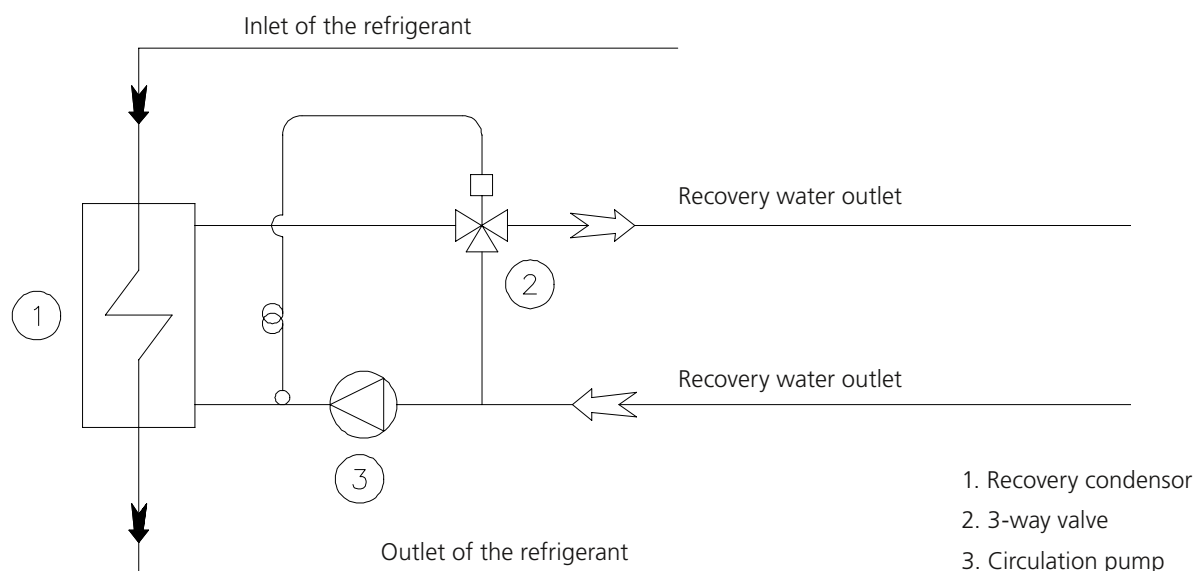 Inlet of the refrigerant
Recovery water outlet
1
2
Recovery water outlet
3
Outlet of the refrigerant
1. Recovery condensor
2. 3-way valve
3. Circulation pump